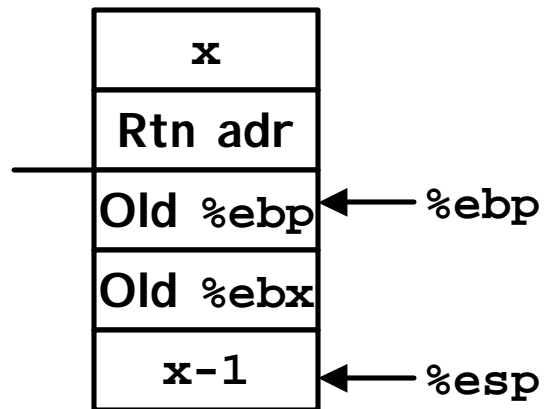 x
Rtn adr
Old %ebp %ebp
Old %ebx
x-1 %esp